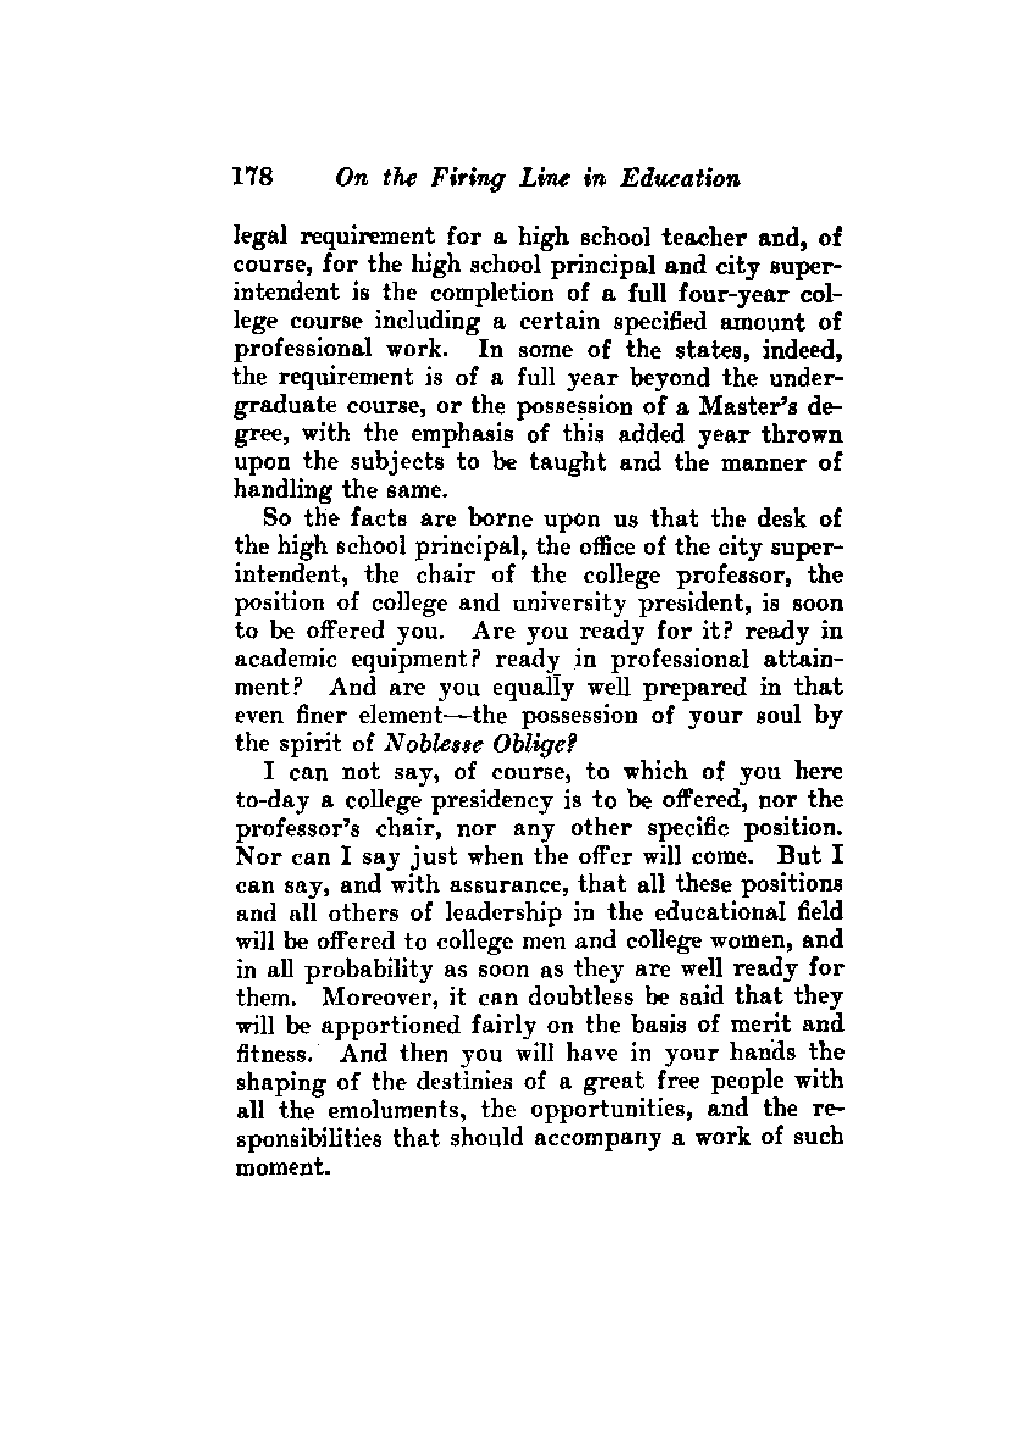 178 On the Firing Line in Education
legal requirement for a high school teacher and, of
course, for the high school principal and city super-
intendent is the completion of a full four-year col-
lege course including a certain specified amount of
professional work. In some of the states, indeed,
the requirement is of a full year beyond the under-
graduate course, or the possession of a Master's de-
gree, with the emphasis of this added year thrown
upon the subjects to be taught and the manner of
handling the same.
So the facts are borne upon us that the desk of
the high school principal, the office of the city super-
intendent, the chair of the college professor, the
position of college and university president, is soon
to be offered you. Are you ready for it? ready in
academic equipment? ready in professional attain-
ment? And are you equally well prepared in that
even finer element—the possession of your soul by
the spirit of Noblesse Oblige?
I can not say, of course, to which of you here
to-day a college presidency is to be offered, nor the
professor's chair, nor any other specific position.
Nor can I say just when the offer will come. But I
can say, and with assurance, that all these positions
and all others of leadership in the educational field
will be offered to college men and college women, and
in all probability as soon as they are well ready for
them. Moreover, it can doubtless be said that they
will be apportioned fairly on the basis of merit and
fitness. And then you will have in your hands the
shaping of the destinies of a great free people with
all the emoluments, the opportunities, and the re-
sponsibilities that should accompany a work of such
moment.